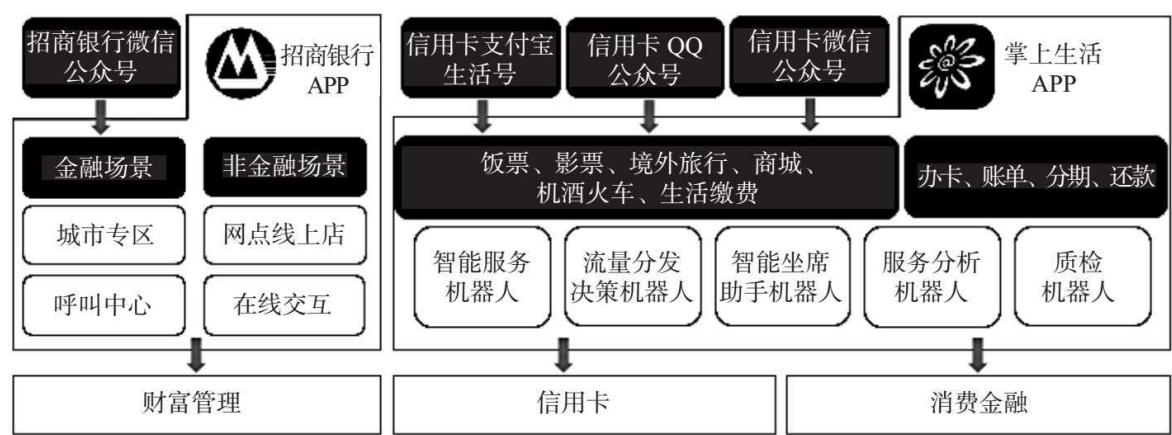 招商银行微信
公众号
招商银行
APP
信用卡支付宝
生活号
信用卡 QQ
公众号
信用卡微信
公众号
掌上生活
APP
金融场景
非金融场景
城市专区
网点线上店
呼叫中心
在线交互
饭票、影票、境外旅行、商城、
机酒火车、生活缴费
办卡、账单、分期、还款
智能服务
机器人
流量分发
决策机器人
智能坐席
助手机器人
服务分析
机器人
质检
机器人
财富管理
信用卡
消费金融